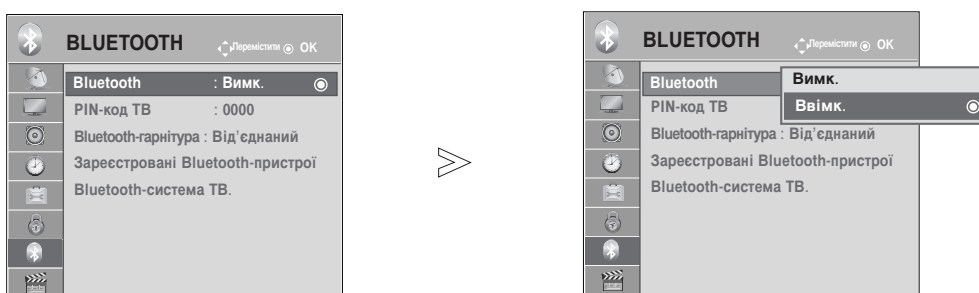 BLUETOOTH Перемістити OK
Bluetooth : Вимк.
PIN-код ТВ : 0000
Bluetooth-гарнітура : Від'єднаний
Зареєстровані Bluetooth-пристрої
Bluetooth-система ТВ.
BLUETOOTH Перемістити OK
Bluetooth Вимк.
PIN-код ТВ Ввімк.
Bluetooth-гарнітура : Від'єднаний
Зареєстровані Bluetooth-пристрої
Bluetooth-система ТВ.